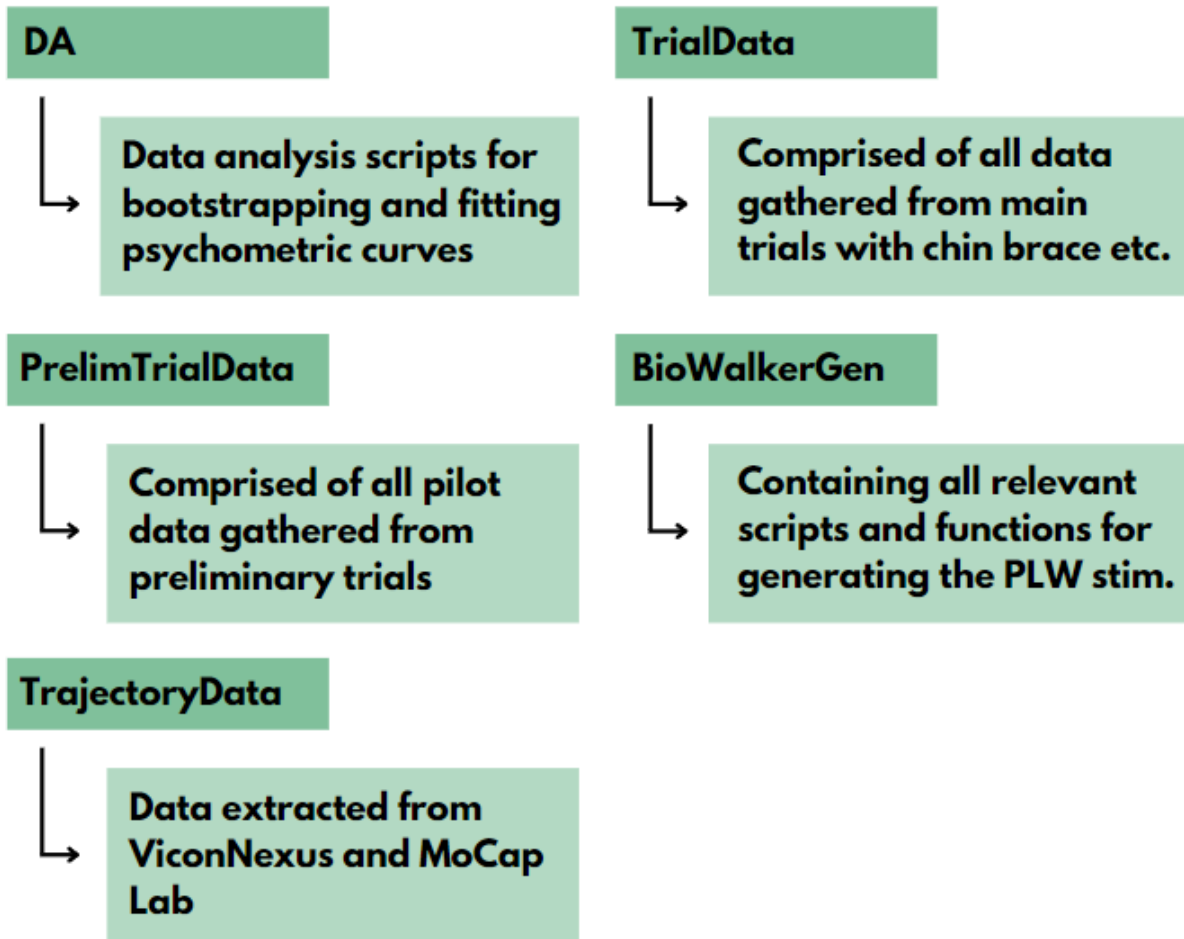 DA
Data analysis scripts for
bootstrapping and fitting
psychometric curves
TrialData
Comprised of all data
gathered from main
trials with chin brace etc.
PrelimTrialData
Comprised of all pilot
data gathered from
preliminary trials
BioWalkerGen
Containing all relevant
scripts and functions for
generating the PLW stim.
TrajectoryData
Data extracted from
ViconNexus and MoCap
Lab